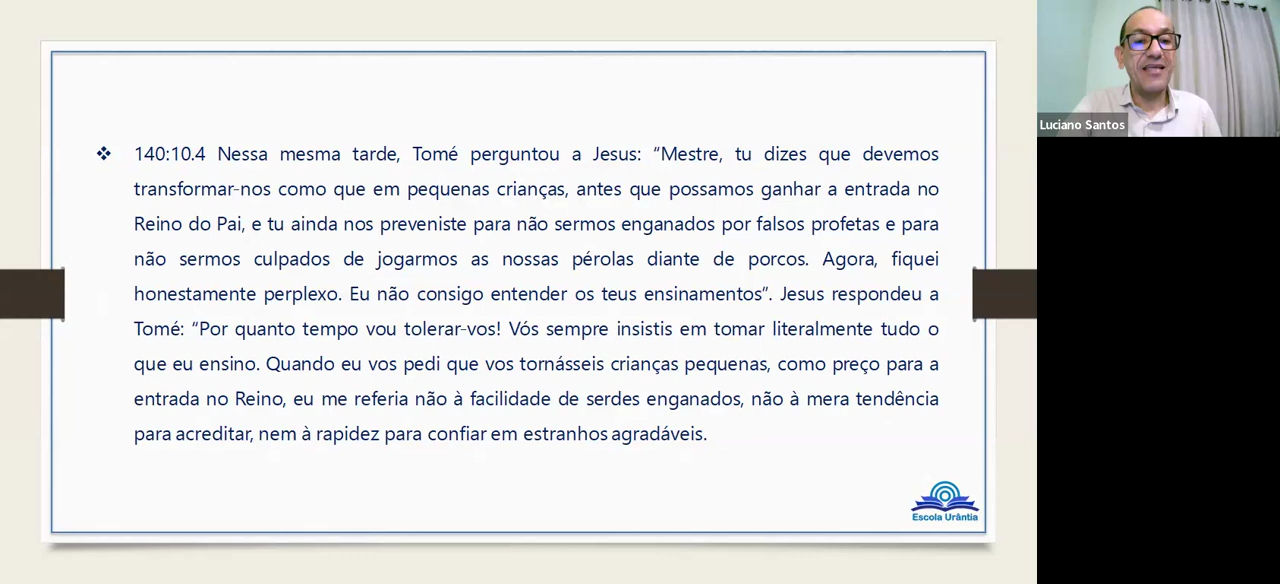 ❖ 140:10.4 Nessa mesma tarde, Tomé perguntou a Jesus: “Mestre, tu dizes que devemos
transformar-nos como que em pequenas crianças, antes que possamos ganhar a entrada no
Reino do Pai, e tu ainda nos preveniste para não sermos enganados por falsos profetas e para
não sermos culpados de jogarmos as nossas pérolas diante de porcos. Agora, fiquei
honestamente perplexo. Eu não consigo entender os teus ensinamentos”. Jesus respondeu a
Tomé: “Por quanto tempo vou tolerar-vos! Vós sempre insistis em tomar literalmente tudo o
que eu ensino. Quando eu vos pedi que vos tornásseis crianças pequenas, como preço para a
entrada no Reino, eu me referia não à facilidade de serdes enganados, não à mera tendência
para acreditar, nem à rapidez para confiar em estranhos agradáveis.
Escola Urântia
Luciano Santos